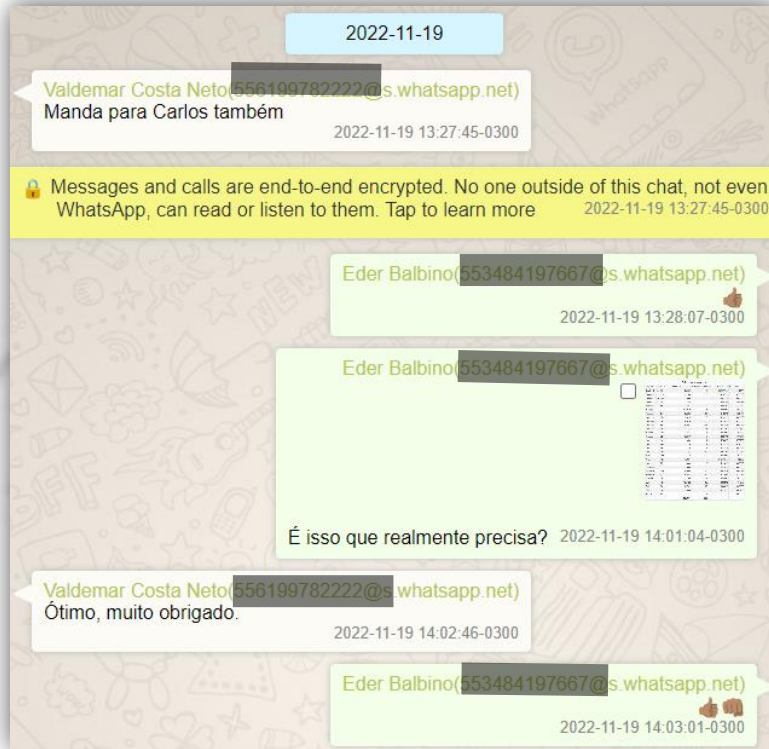 2022-11-19
Valdemar Costa Neto( s.whatsapp.net)
Manda para Carlos também
2022-11-19 13:27:45-0300
🔒 Messages and calls are end-to-end encrypted. No one outside of this chat, not even
WhatsApp, can read or listen to them. Tap to learn more 2022-11-19 13:27:45-0300
Eder Balbino( s.whatsapp.net)
👍🏽
2022-11-19 13:28:07-0300
Eder Balbino( s.whatsapp.net)
É isso que realmente precisa? 2022-11-19 14:01:04-0300
Valdemar Costa Neto( .whatsapp.net)
Ótimo, muito obrigado.
2022-11-19 14:02:46-0300
Eder Balbino( s.whatsapp.net)
👍🏽👊🏽
2022-11-19 14:03:01-0300